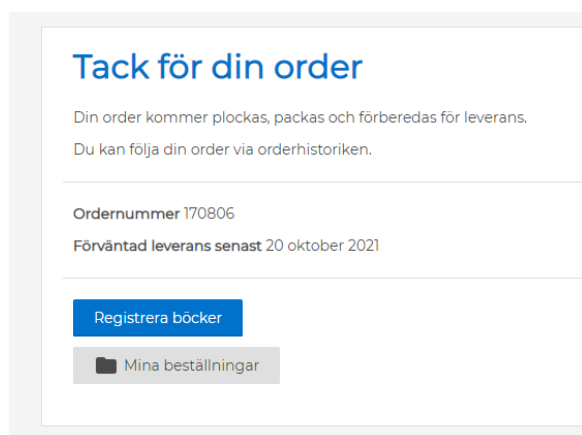 Tack för din order
Din order kommer plockas, packas och förberedas för leverans.
Du kan följa din order via orderhistoriken.
Ordernummer 170806
Förväntad leverans senast 20 oktober 2021
Registrera böcker
Mina beställningar